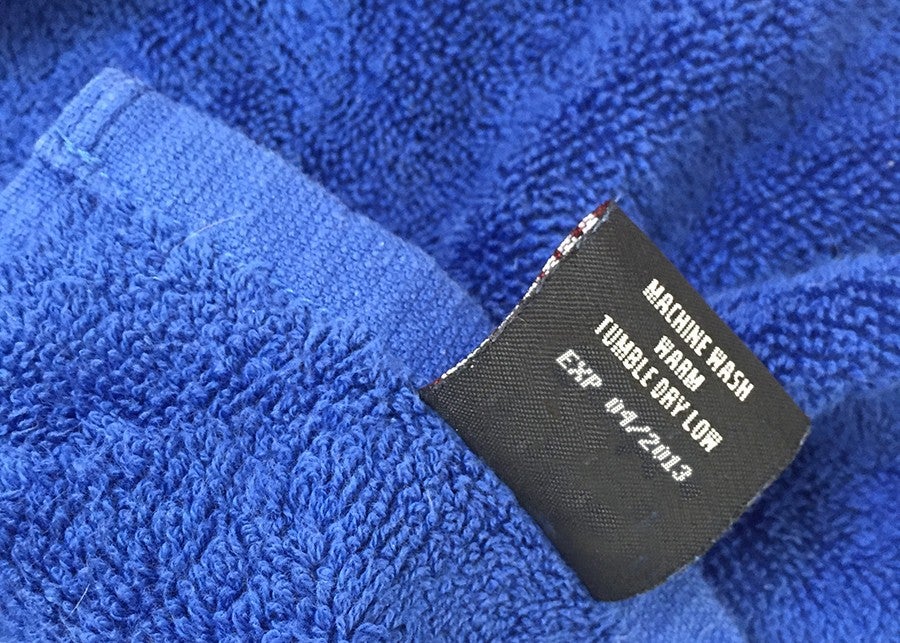 MACHINE WASH
WARM
TUMBLE DRY LOW
EXP 04/2013